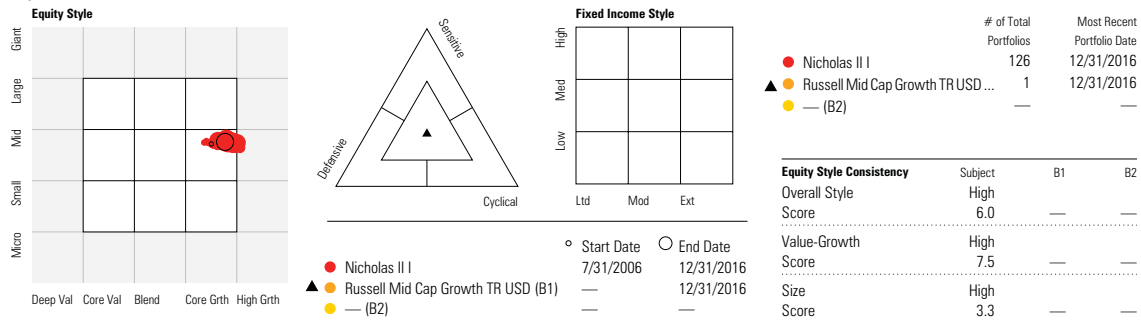 Equity Style
Giant
Large
Mid
Small
Micro
Deep Val Core Val Blend Core Grth High Grth
Sensitive
Defensive
Cyclical
Fixed Income Style
High
Med
Low
Ltd Mod Ext
Start Date End Date
Nicholas II I 7/31/2006 12/31/2016
Russell Mid Cap Growth TR USD (B1) — 12/31/2016
— (B2) — —
# of Total Most Recent
Portfolios Portfolio Date
Nicholas II I 126 12/31/2016
Russell Mid Cap Growth TR USD ... 1 12/31/2016
— (B2) — —
Equity Style Consistency Subject B1 B2
Overall Style High
Score 6.0 — —
Value-Growth High
Score 7.5 — —
Size High
Score 3.3 — —